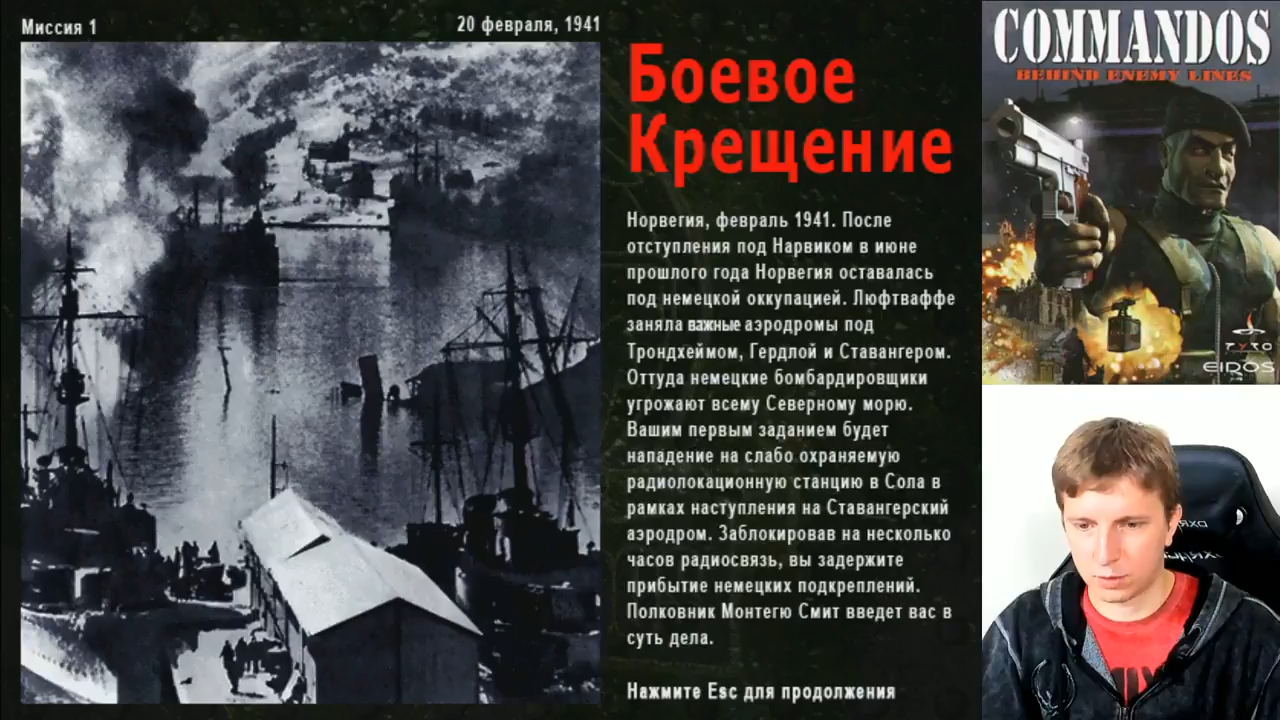 Миссия 1
20 февраля, 1941
Боевое
Крещение
Норвегия, февраль 1941. После
отступления под Нарвиком в июне
прошлого года Норвегия оставалась
под немецкой оккупацией. Люфтваффе
заняла важные аэродромы под
Трондхеймом, Гердлой и Ставангером.
Оттуда немецкие бомбардировщики
угрожают всему Северному морю.
Вашим первым заданием будет
нападение на слабо охраняемую
радиолокационную станцию в Сола в
рамках наступления на Ставангерский
аэродром. Заблокировав на несколько
часов радиосвязь, вы задержите
прибытие немецких подкреплений.
Полковник Монтегю Смит введет вас в
суть дела.
Нажмите Esc для продолжения
COMMANDOS
BEHIND ENEMY LINES
PYRO
EIDOS